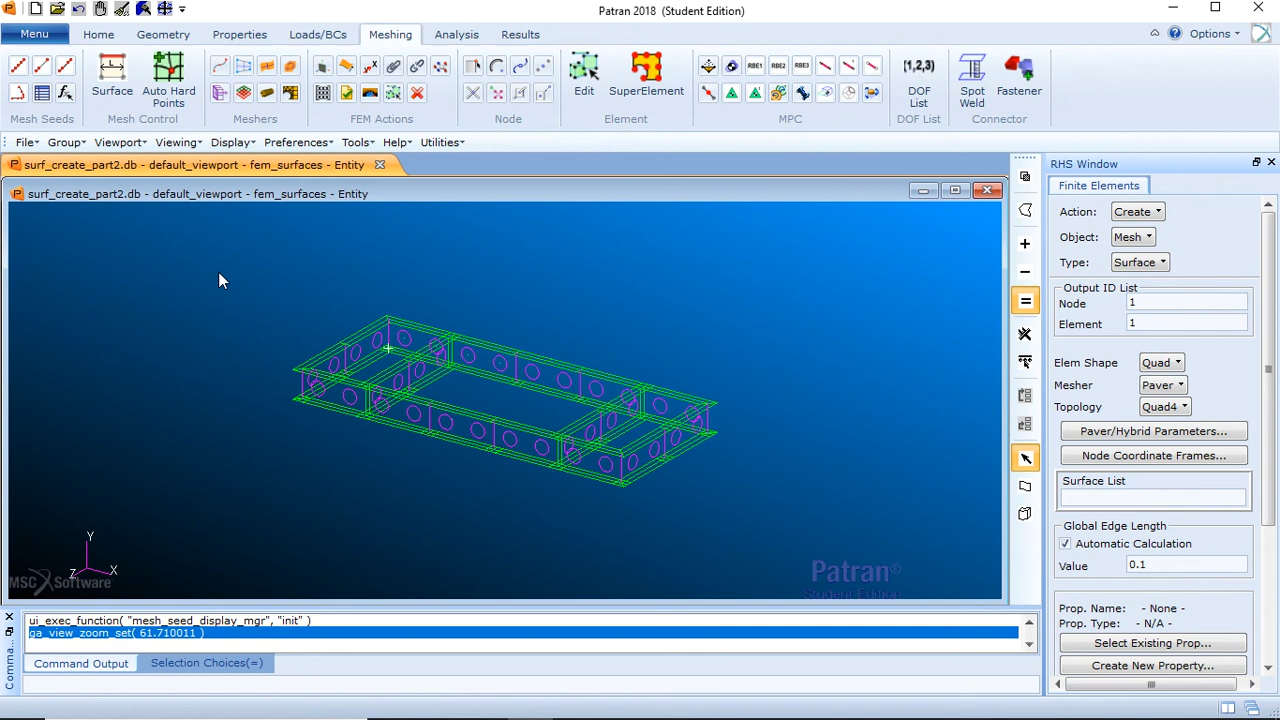 Patran 2018 (Student Edition)
Menu
Home
Geometry
Properties
Loads/BCs
Meshing
Analysis
Results
Options
Surface
Auto Hard
Points
RBE1
RBE2
RBE3
Edit
SuperElement
(1,2,3)
DOF
List
Spot
Weld
Fastener
Mesh Seeds
Mesh Control
Meshers
FEM Actions
Node
Element
MPC
DOF List
Connector
File
Group
Viewport
Viewing
Display
Preferences
Tools
Help
Utilities
surf_create_part2.db - default_viewport - fem_surfaces - Entity
surf_create_part2.db - default_viewport - fem_surfaces - Entity
Y
X
Z
MSC Software
Patran®
Student Edition
RHS Window
Finite Elements
Action: Create
Object: Mesh
Type: Surface
Output ID List
Node 1
Element 1
Elem Shape Quad
Mesher Paver
Topology Quad4
Paver/Hybrid Parameters...
Node Coordinate Frames...
Surface List
Global Edge Length
Automatic Calculation
Value 0.1
Prop. Name: - None -
Prop. Type: - N/A -
Select Existing Prop...
Create New Property...
Comma...
ui_exec_function( "mesh_seed_display_mgr", "init" )
ga_view_zoom_set( 61.710011 )
Command Output
Selection Choices(=)